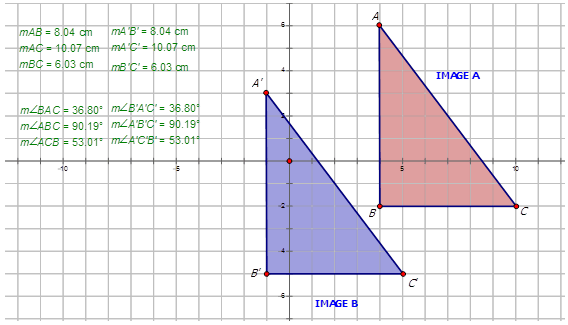 mAB = 8.04 cm mA'B' = 8.04 cm
mAC = 10.07 cm mA'C' = 10.07 cm
mBC = 6.03 cm mB'C' = 6.03 cm
m∠BAC = 36.80° m∠B'A'C' = 36.80°
m∠ABC = 90.19° m∠A'B'C' = 90.19°
m∠ACB = 53.01° m∠A'C'B' = 53.01°
A
6
IMAGE A
4
A'
2
-10 -5 5 10
-2
B C
-4
B' C'
-6
IMAGE B